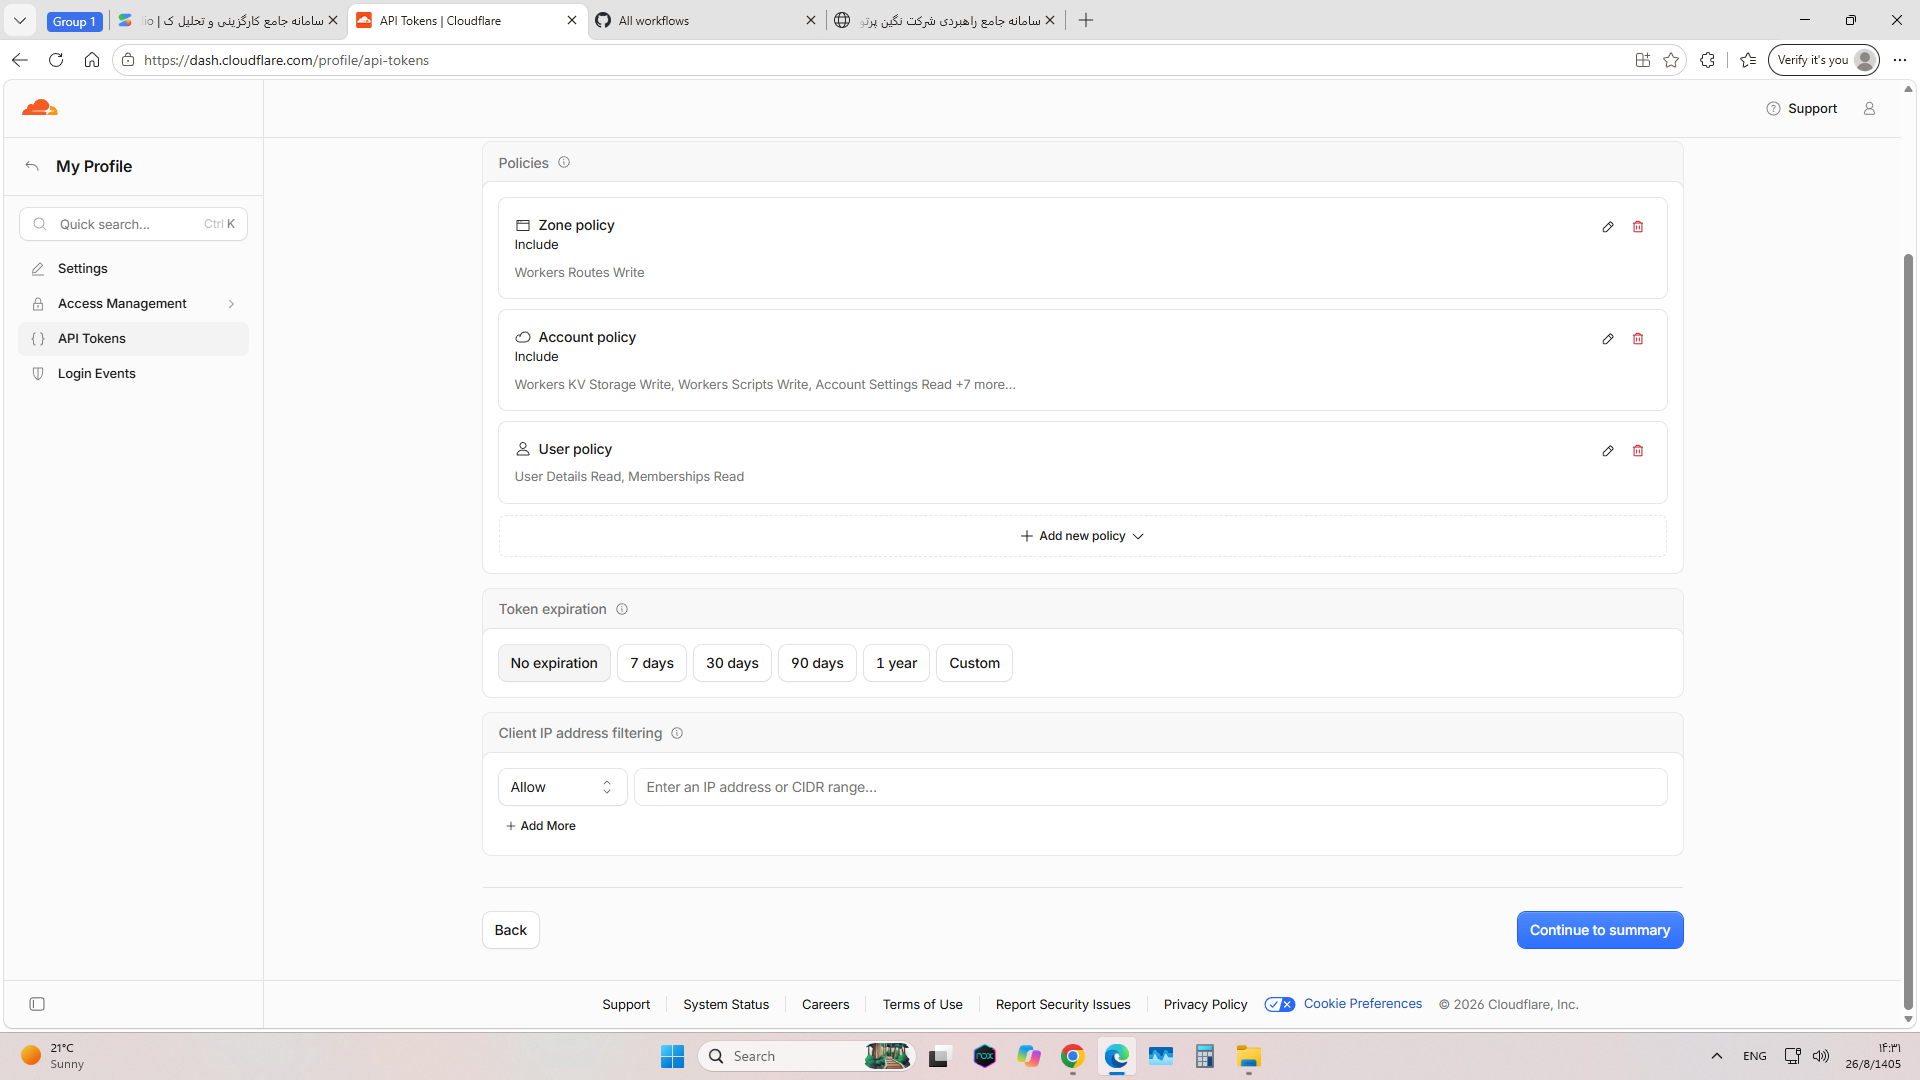 Group 1
سامانه جامع کارگزینی و تحلیل ک | lio
API Tokens | Cloudflare
All workflows
سامانه جامع راهبردی شرکت نگین پرتو
https://dash.cloudflare.com/profile/api-tokens
Verify it's you
Support
My Profile
Quick search...
Ctrl K
Settings
Access Management
API Tokens
Login Events
Policies
Zone policy
Include
Workers Routes Write
Account policy
Include
Workers KV Storage Write, Workers Scripts Write, Account Settings Read +7 more...
User policy
User Details Read, Memberships Read
Add new policy
Token expiration
No expiration
7 days
30 days
90 days
1 year
Custom
Client IP address filtering
Allow
Enter an IP address or CIDR range...
Add More
Back
Continue to summary
Support
System Status
Careers
Terms of Use
Report Security Issues
Privacy Policy
Cookie Preferences
© 2026 Cloudflare, Inc.
21°C
Sunny
Search
nox
ENG
۱۴:۳۱
26/8/1405